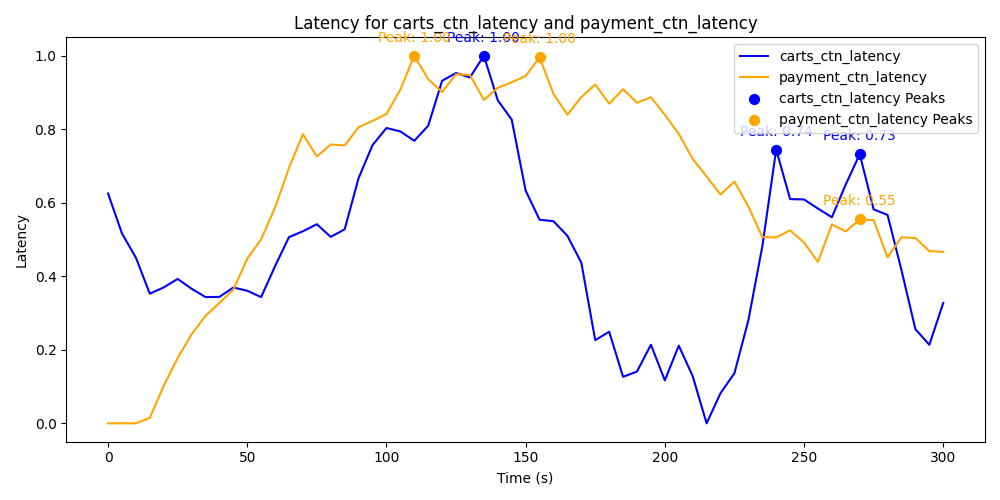 Latency for carts_ctn_latency and payment_ctn_latency
Peak: 1.00
Peak: 1.00
Peak: 1.00
carts_ctn_latency
payment_ctn_latency
carts_ctn_latency Peaks
payment_ctn_latency Peaks
Peak: 0.74
Peak: 0.73
Peak: 0.55
Latency
1.0
0.8
0.6
0.4
0.2
0.0
0 50 100 150 200 250 300
Time (s)